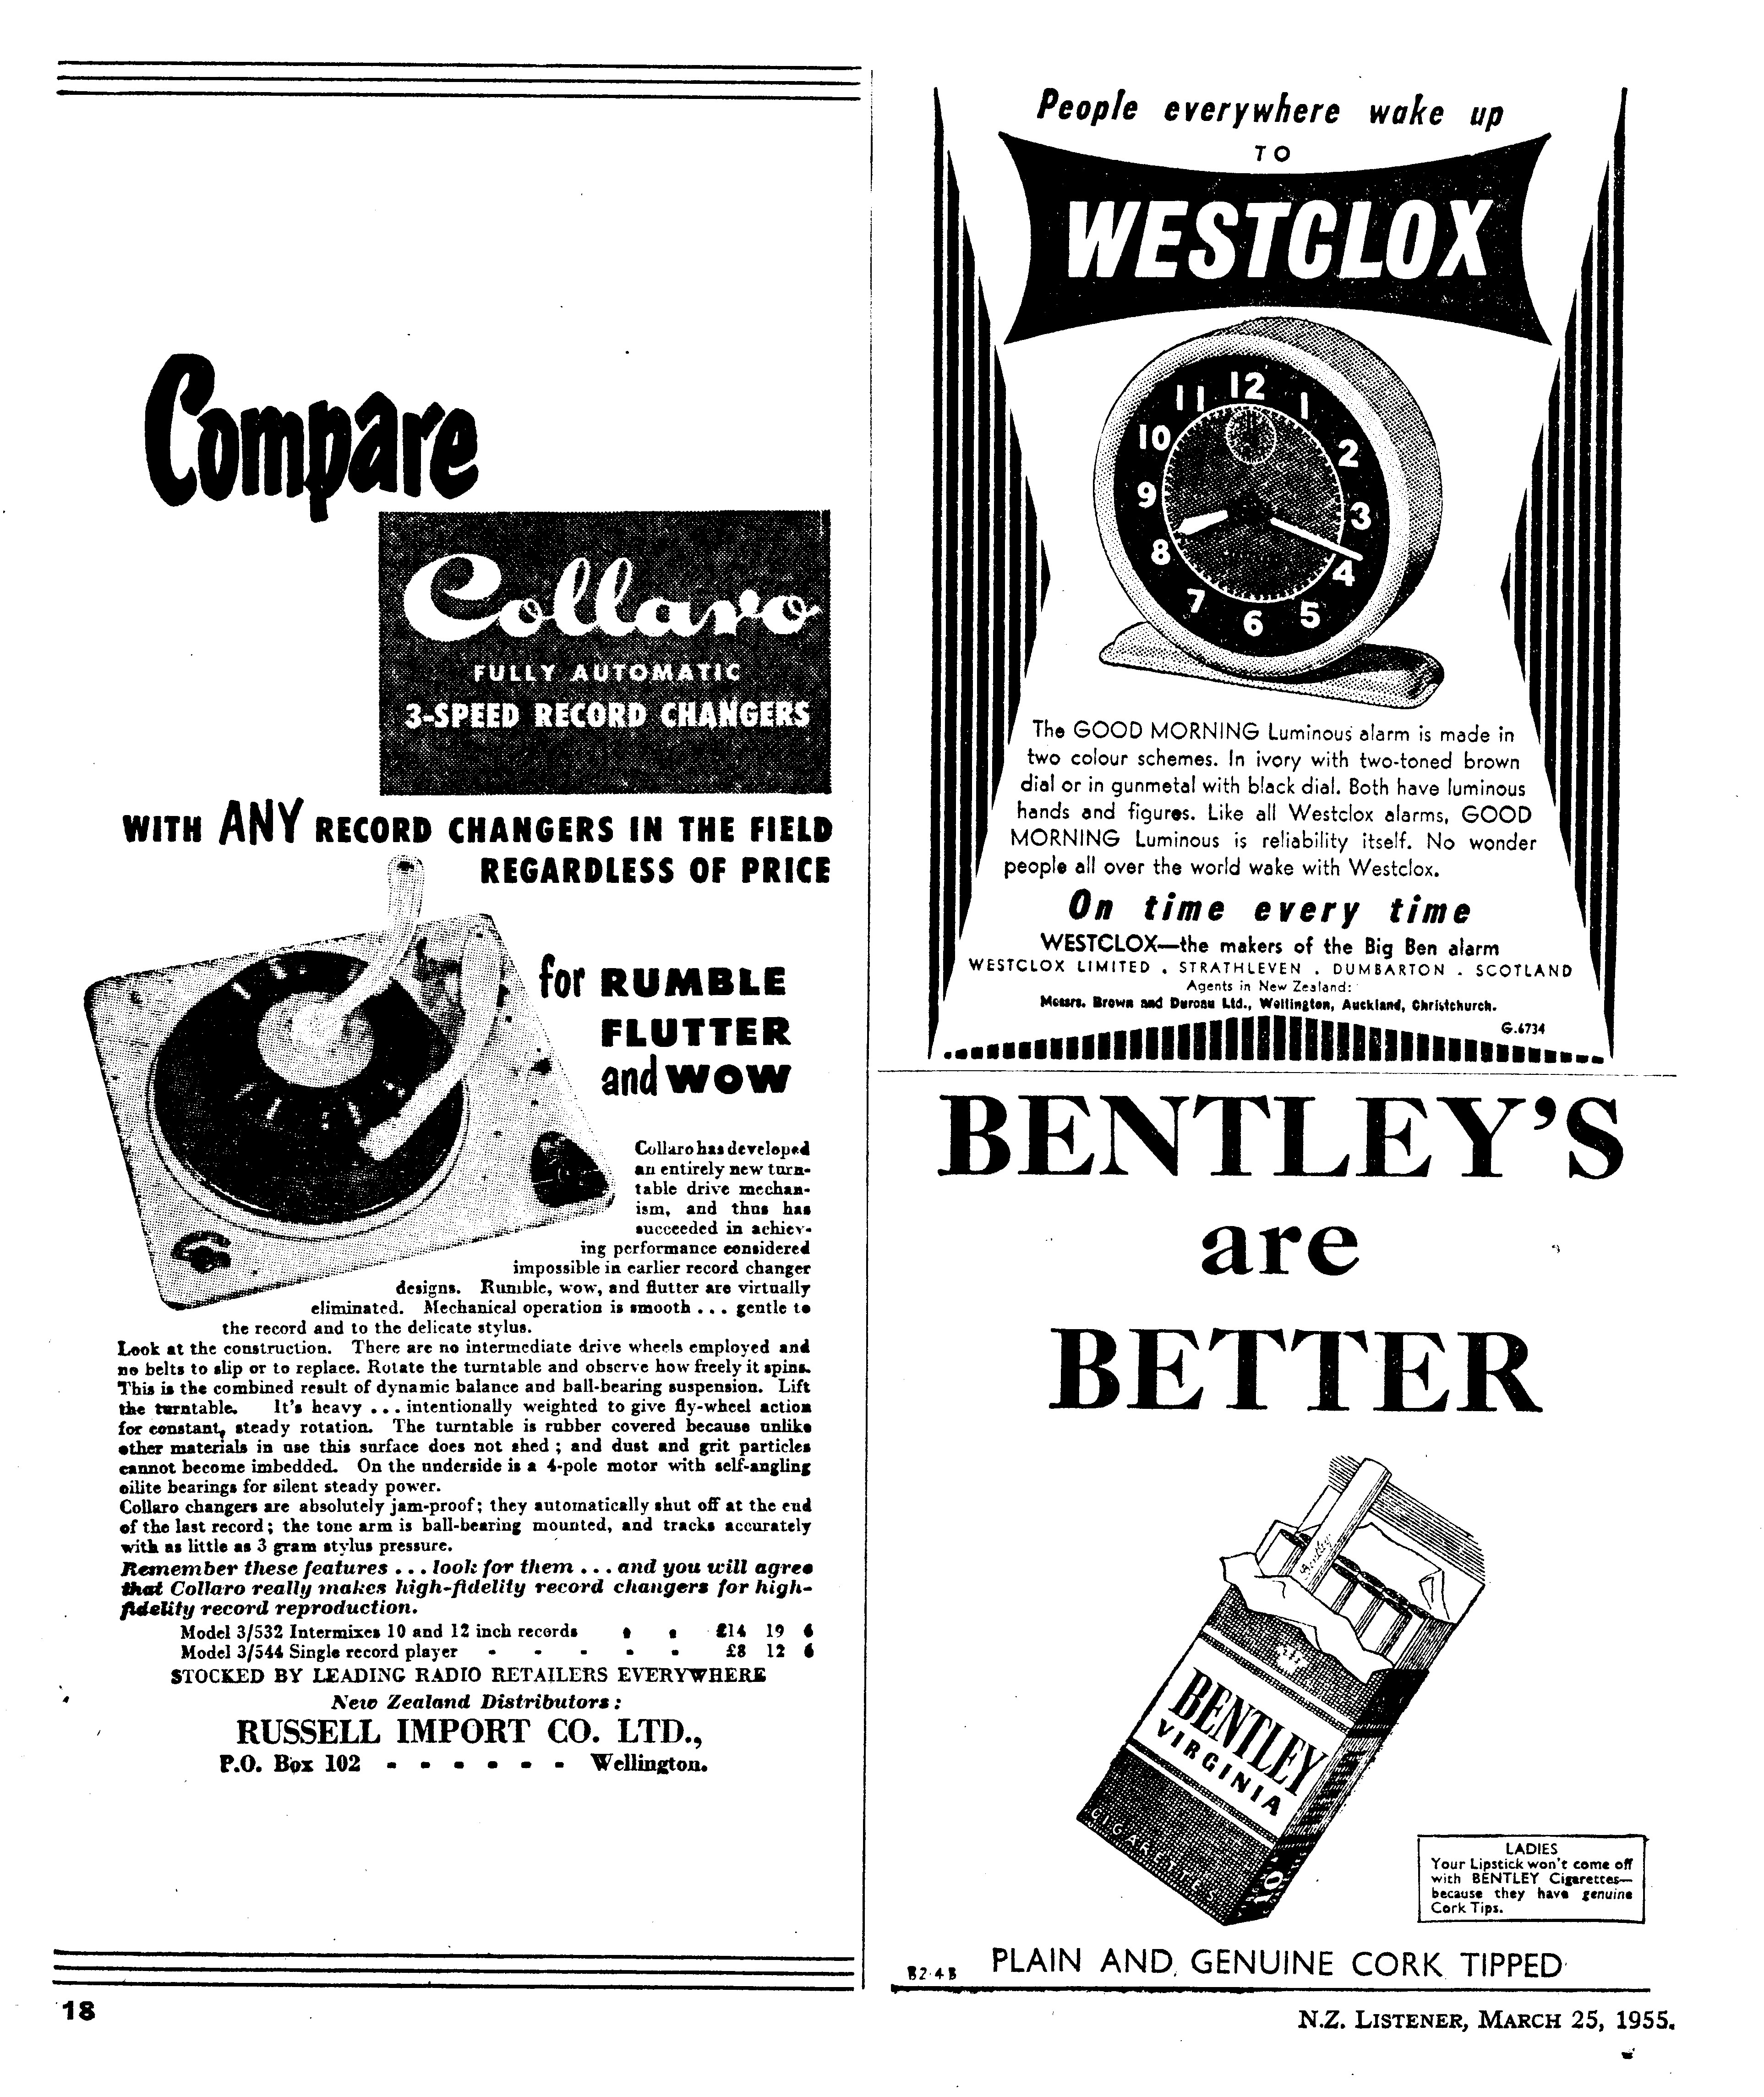 Compare
Collaro
FULLY AUTOMATIC
3-SPEED RECORD CHANGERS
WITH ANY RECORD CHANGERS IN THE FIELD
REGARDLESS OF PRICE
for RUMBLE
FLUTTER
and WOW
Collaro has developed
an entirely new turn-
table drive mechan-
ism, and thus has
succeeded in achiev-
ing performance considered
impossible in earlier record changer
designs. Rumble, wow, and flutter are virtually
eliminated. Mechanical operation is smooth ... gentle to
the record and to the delicate stylus.
Look at the construction. There are no intermediate drive wheels employed and
no belts to slip or to replace. Rotate the turntable and observe how freely it spins.
This is the combined result of dynamic balance and ball-bearing suspension. Lift
the turntable. It's heavy ... intentionally weighted to give fly-wheel action
for constant, steady rotation. The turntable is rubber covered because unlike
other materials in use this surface does not shed ; and dust and grit particles
cannot become imbedded. On the underside is a 4-pole motor with self-angling
oilite bearings for silent steady power.
Collaro changers are absolutely jam-proof; they automatically shut off at the end
of the last record ; the tone arm is ball-bearing mounted, and tracks accurately
with as little as 3 gram stylus pressure.
Remember these features ... look for them ... and you will agree
that Collaro really makes high-fidelity record changers for high-
fidelity record reproduction.
Model 3/532 Intermixes 10 and 12 inch records £14 19 6
Model 3/544 Single record player - - - - - £8 12 6
STOCKED BY LEADING RADIO RETAILERS EVERYWHERE
New Zealand Distributors :
RUSSELL IMPORT CO. LTD.,
P.O. Box 102 - - - - - - Wellington.
18
People everywhere wake up
TO
WESTCLOX
12
11 1
10 2
9 3
8 4
7 5
6
The GOOD MORNING Luminous alarm is made in
two colour schemes. In ivory with two-toned brown
dial or in gunmetal with black dial. Both have luminous
hands and figures. Like all Westclox alarms, GOOD
MORNING Luminous is reliability itself. No wonder
people all over the world wake with Westclox.
On time every time
WESTCLOX—the makers of the Big Ben alarm
WESTCLOX LIMITED . STRATHLEVEN . DUMBARTON . SCOTLAND
Agents in New Zealand:
Messrs. Brown and Dureau Ltd., Wellington, Auckland, Christchurch.
G.6734
BENTLEY'S
are
BETTER
Bentley
BENTLEY
VIRGINIA
CIGARETTES
10
LADIES
Your Lipstick won't come off
with BENTLEY Cigarettes—
because they have genuine
Cork Tips.
B2·4B
PLAIN AND GENUINE CORK TIPPED
N.Z. LISTENER, MARCH 25, 1955.